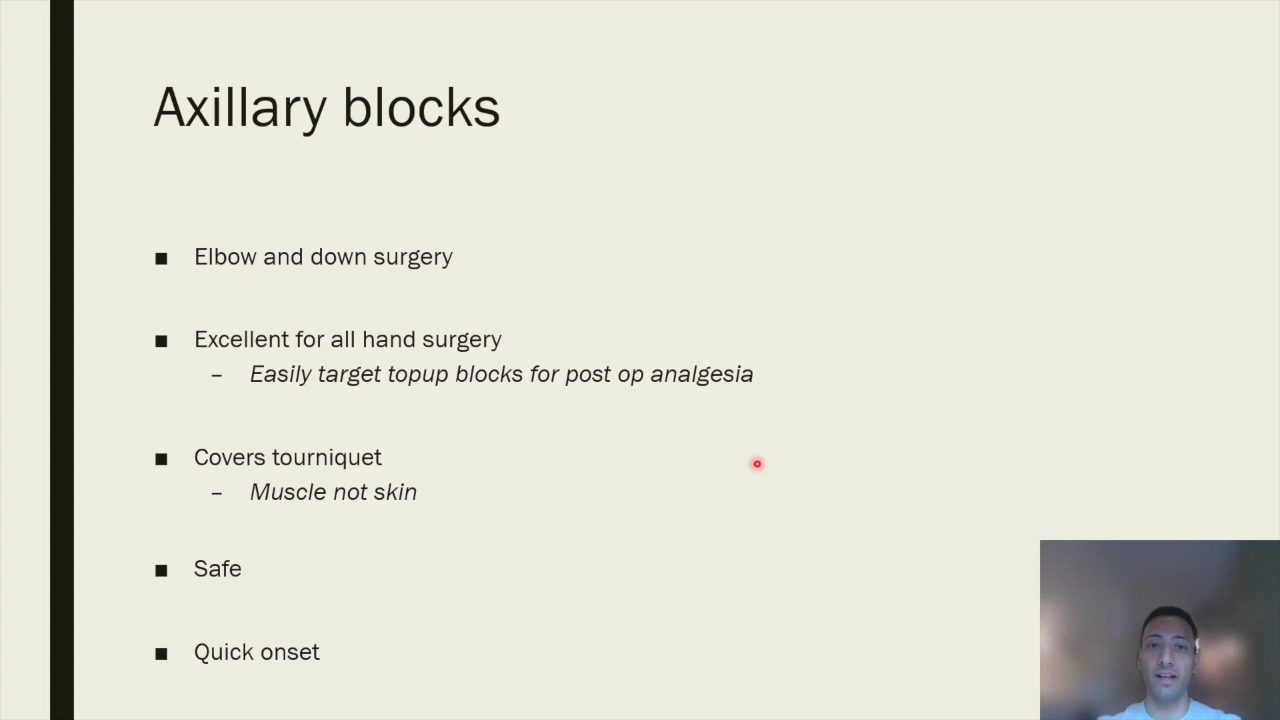 Axillary blocks
■ Elbow and down surgery
■ Excellent for all hand surgery
– Easily target topup blocks for post op analgesia
■ Covers tourniquet
– Muscle not skin
■ Safe
■ Quick onset